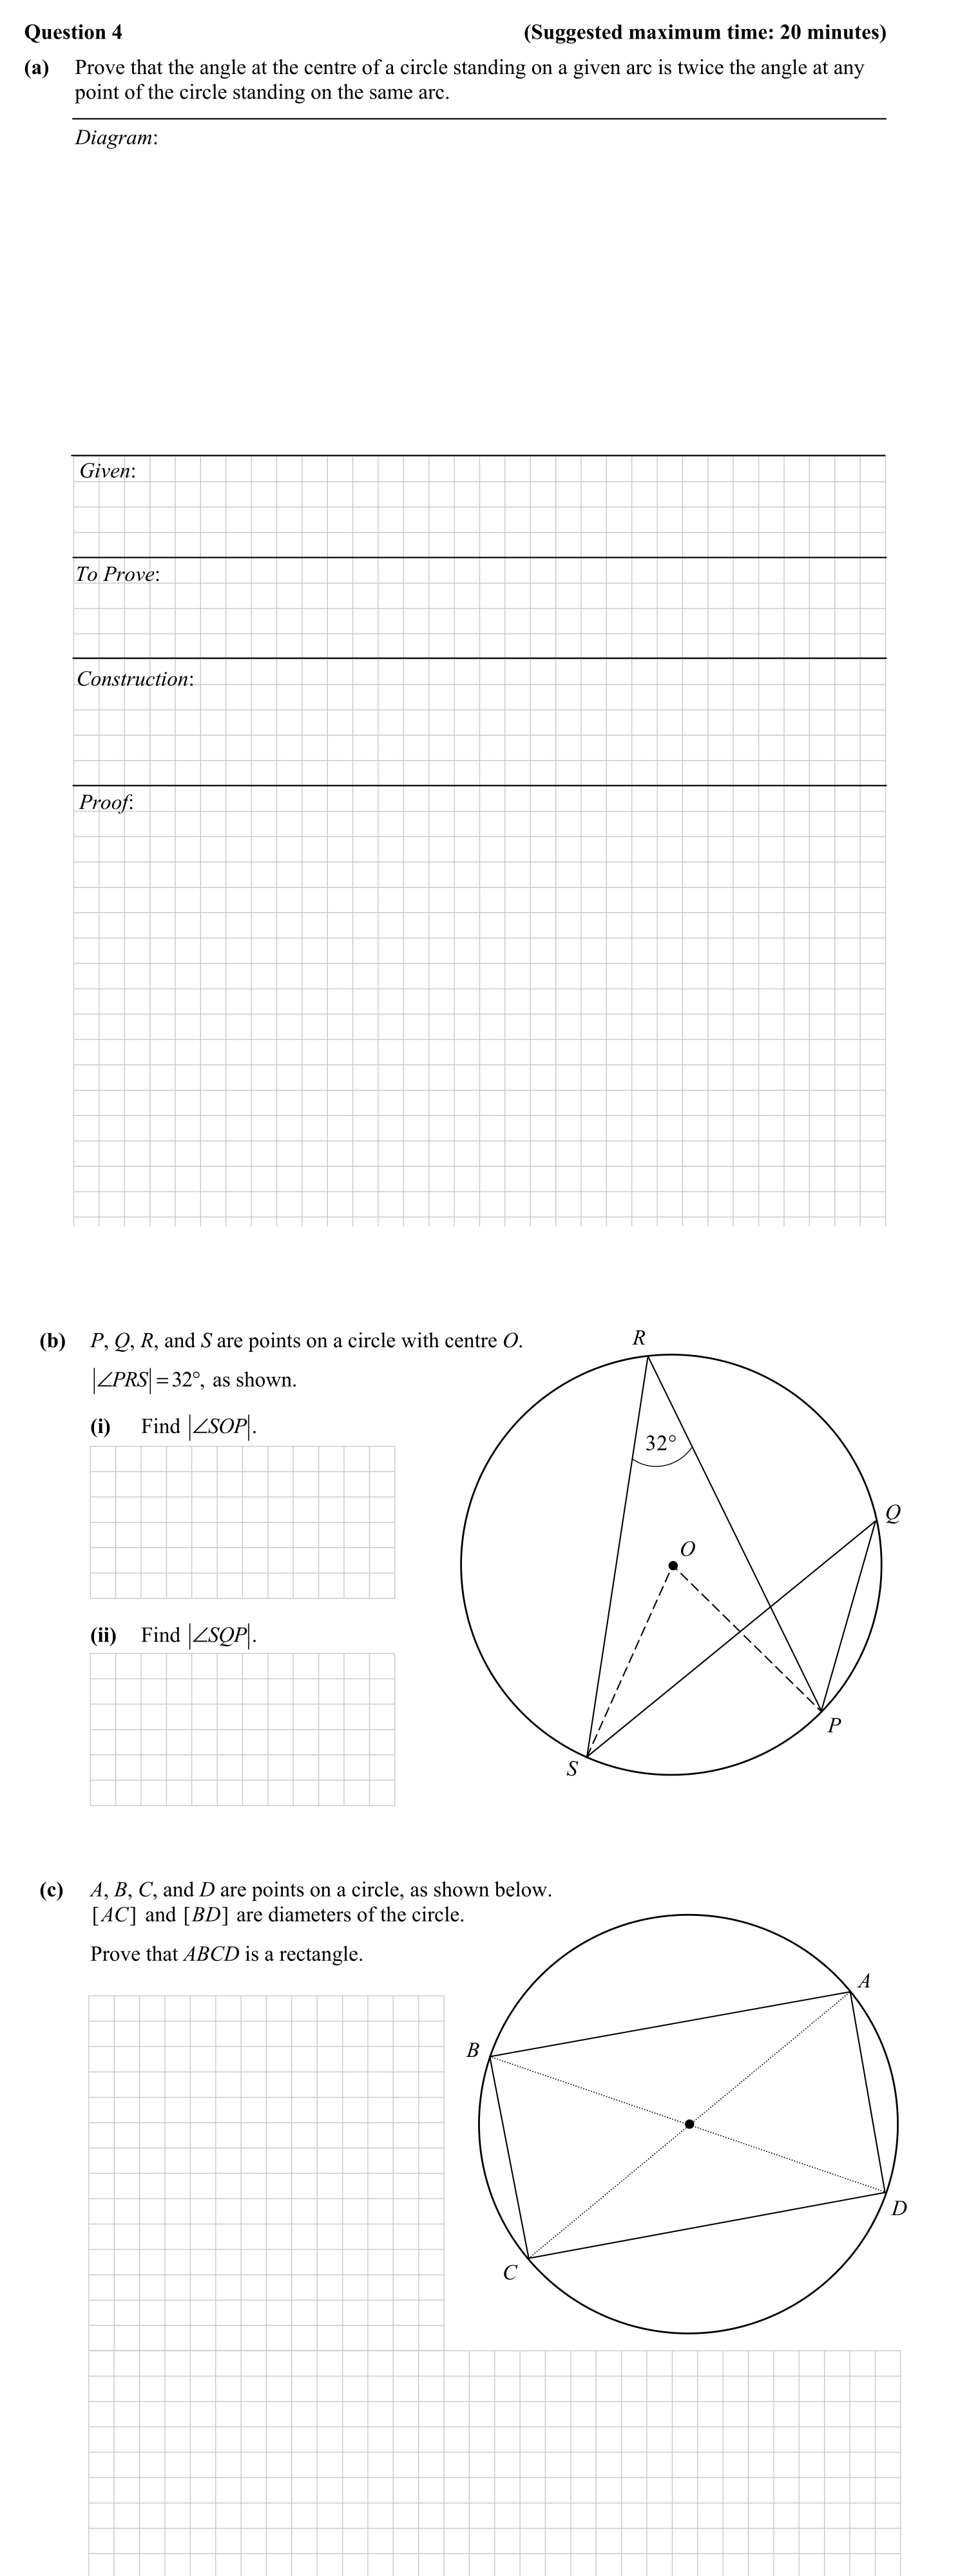 Question 4 (Suggested maximum time: 20 minutes)
(a) Prove that the angle at the centre of a circle standing on a given arc is twice the angle at any
point of the circle standing on the same arc.
Diagram:
Given:
To Prove:
Construction:
Proof:
(b) P, Q, R, and S are points on a circle with centre O.
|∠PRS| = 32°, as shown.
(i) Find |∠SOP|.
(ii) Find |∠SQP|.
R
32°
Q
O
P
S
(c) A, B, C, and D are points on a circle, as shown below.
[AC] and [BD] are diameters of the circle.
Prove that ABCD is a rectangle.
A
B
D
C